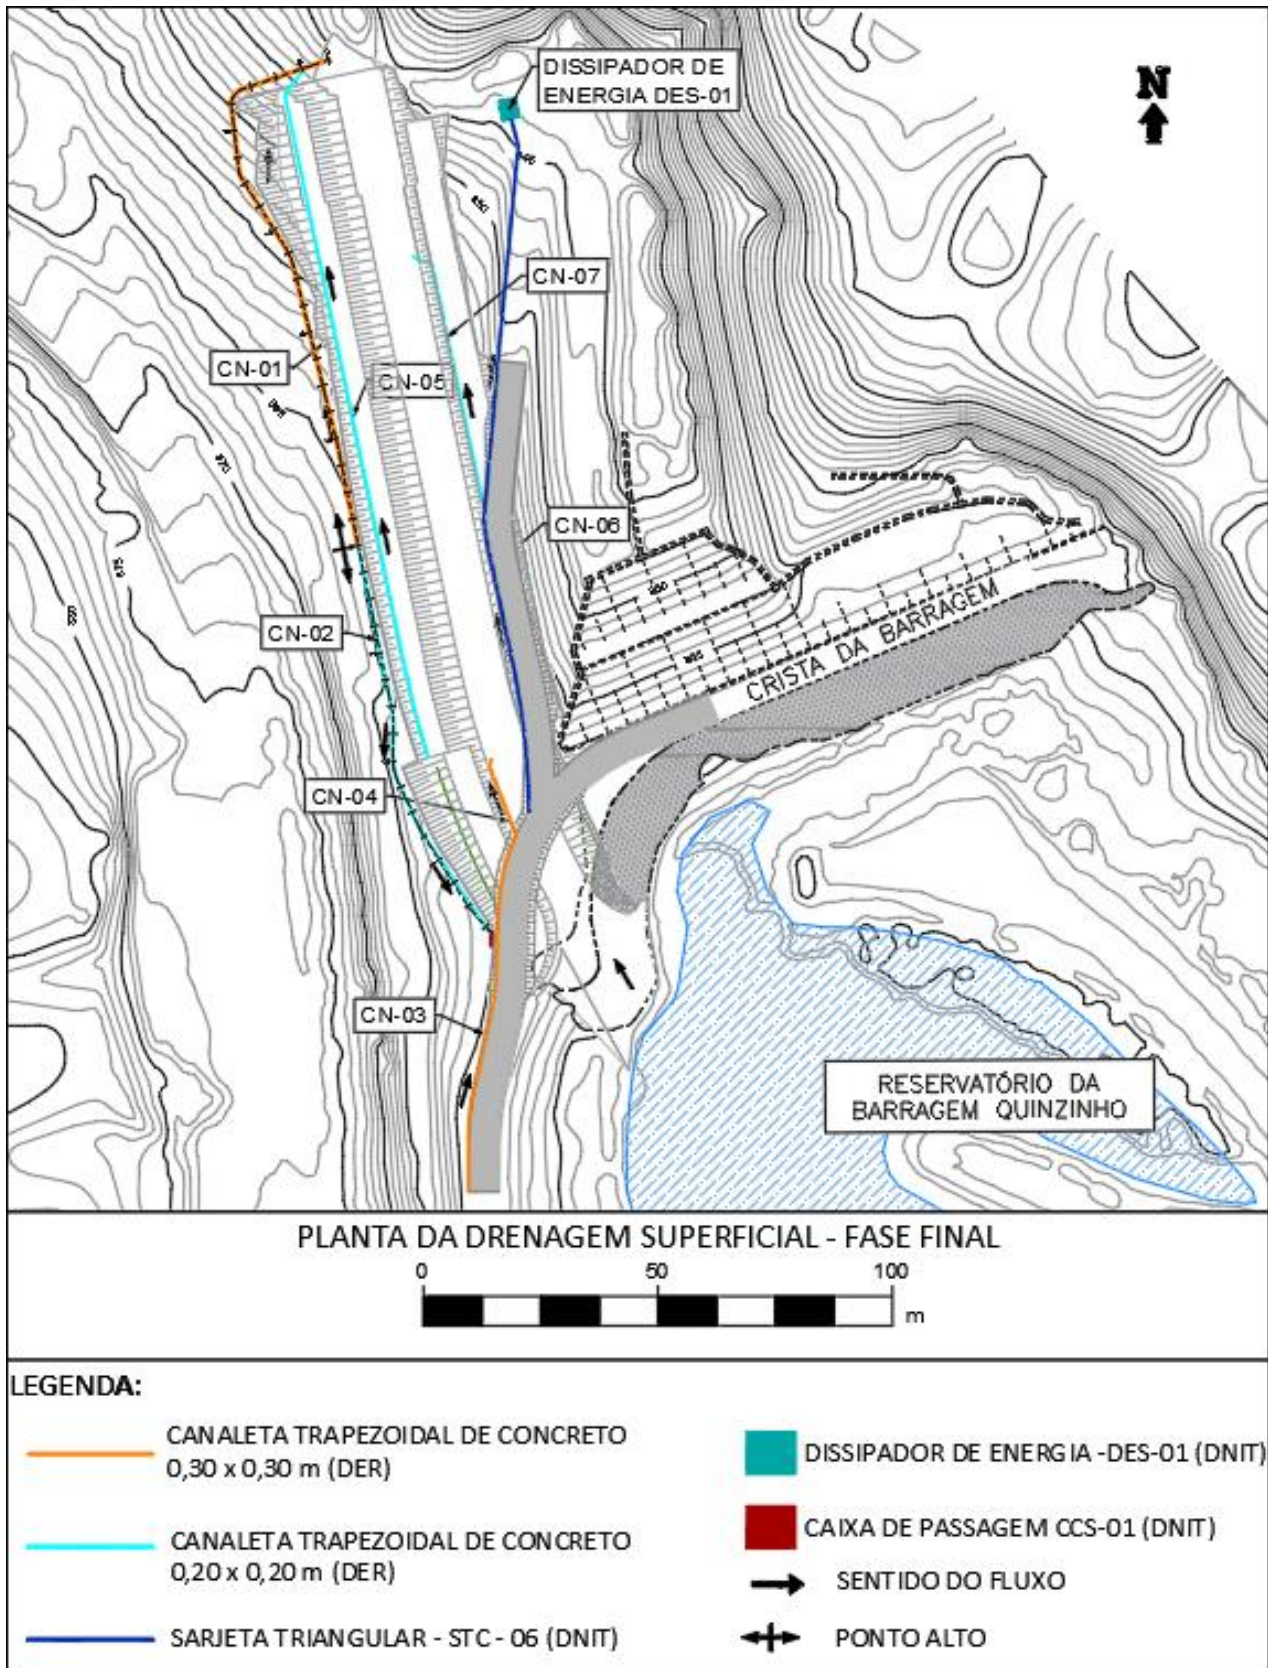 DISSIPADOR DE
ENERGIA DES-01
N
CN-07
CN-01
CN-05
CN-06
CN-02
CRISTA DA BARRAGEM
CN-04
CN-03
RESERVATÓRIO DA
BARRAGEM QUINZINHO
PLANTA DA DRENAGEM SUPERFICIAL - FASE FINAL
0 50 100
m
LEGENDA:
CANALETA TRAPEZOIDAL DE CONCRETO
0,30 x 0,30 m (DER)
CANALETA TRAPEZOIDAL DE CONCRETO
0,20 x 0,20 m (DER)
SARJETA TRIANGULAR - STC - 06 (DNIT)
DISSIPADOR DE ENERGIA -DES-01 (DNIT)
CAIXA DE PASSAGEM CCS-01 (DNIT)
SENTIDO DO FLUXO
PONTO ALTO